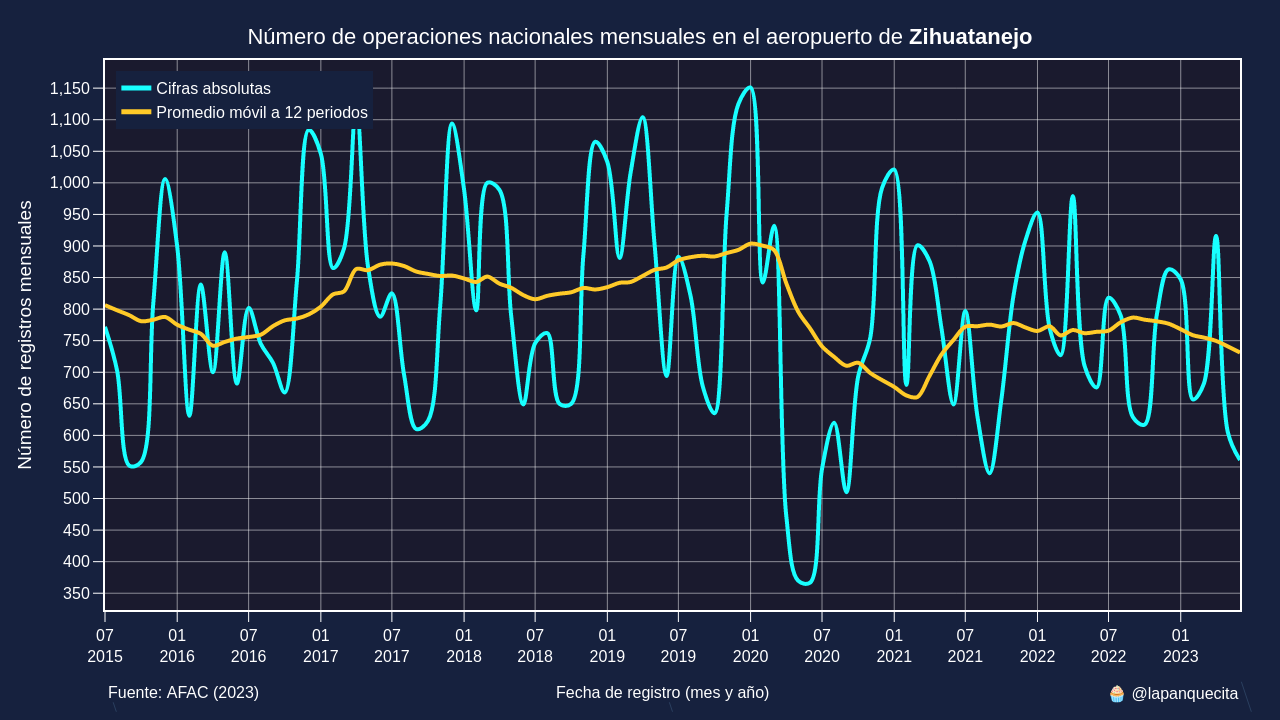 Número de operaciones nacionales mensuales en el aeropuerto de Zihuatanejo
Cifras absolutas
Promedio móvil a 12 periodos
Número de registros mensuales
1,150
1,100
1,050
1,000
950
900
850
800
750
700
650
600
550
500
450
400
350
07 01 07 01 07 01 07 01 07 01 07 01 07 01 07 01
2015 2016 2016 2017 2017 2018 2018 2019 2019 2020 2020 2021 2021 2022 2022 2023
Fuente: AFAC (2023) Fecha de registro (mes y año) 🧁 @lapanquecita